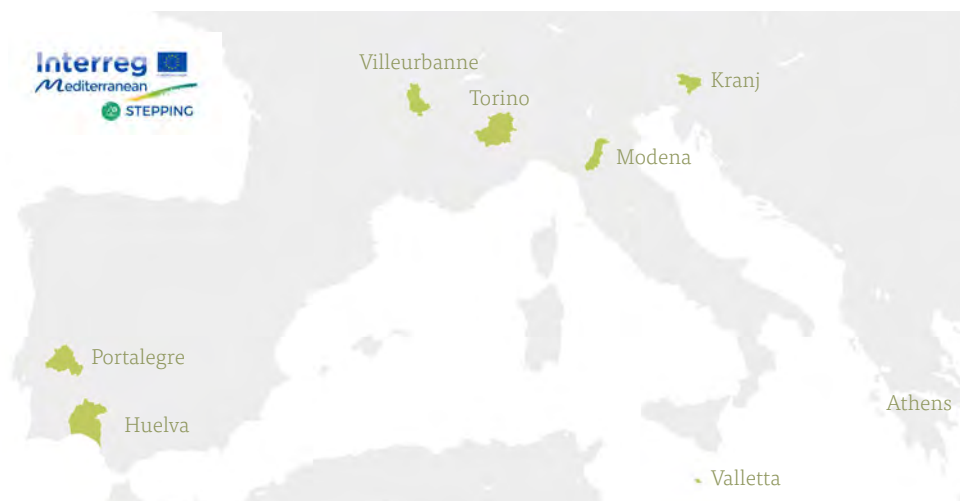 Interreg
Mediterranean
STEPPING
Villeurbanne
Torino
Kranj
Modena
Portalegre
Huelva
Athens
Valletta